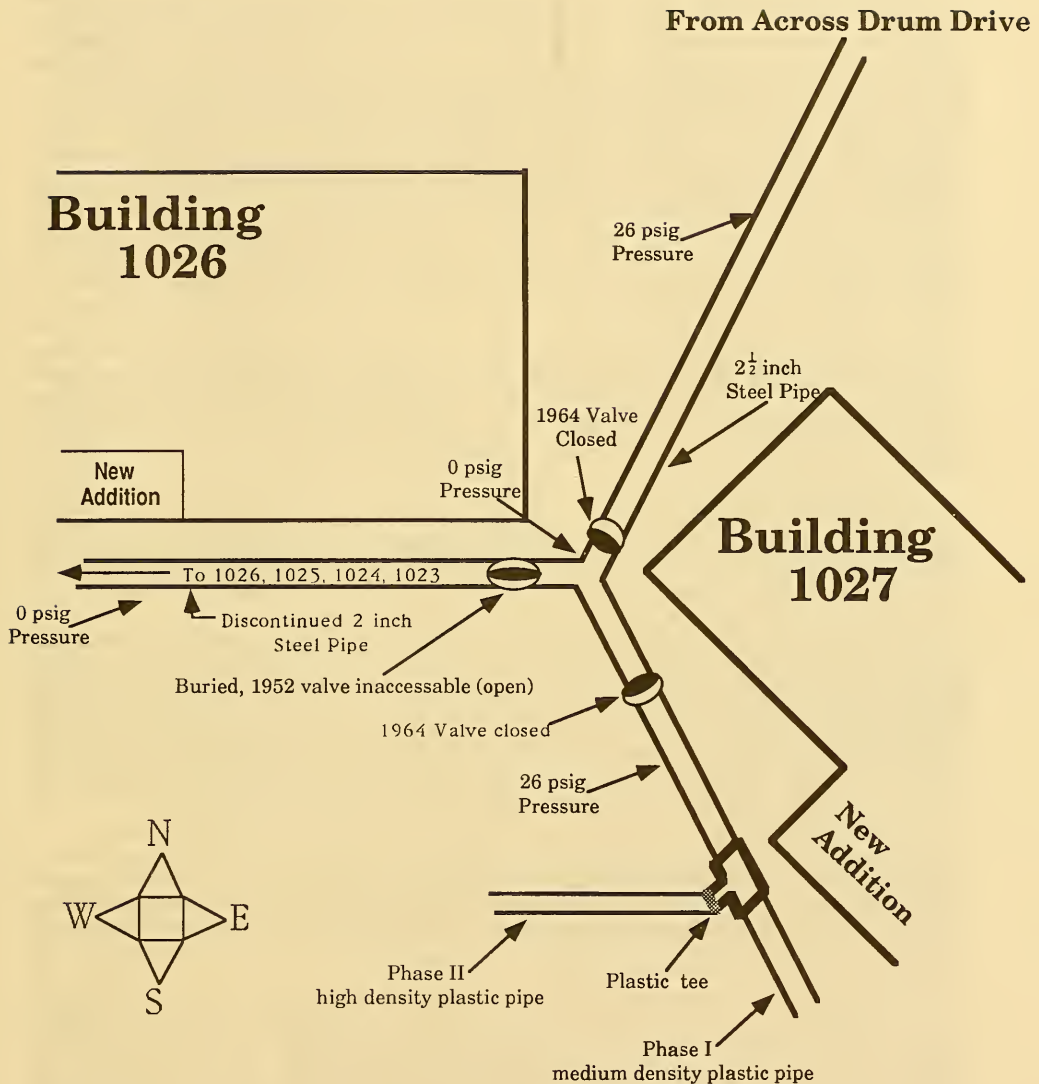 From Across Drum Drive
Building
1026
26 psig
Pressure
2 1/2 inch
Steel Pipe
1964 Valve
Closed
0 psig
Pressure
New
Addition
Building
1027
To 1026, 1025, 1024, 1023
0 psig
Pressure
Discontinued 2 inch
Steel Pipe
Buried, 1952 valve inaccessable (open)
1964 Valve closed
26 psig
Pressure
New
Addition
N
W
E
S
Phase II
high density plastic pipe
Plastic tee
Phase I
medium density plastic pipe